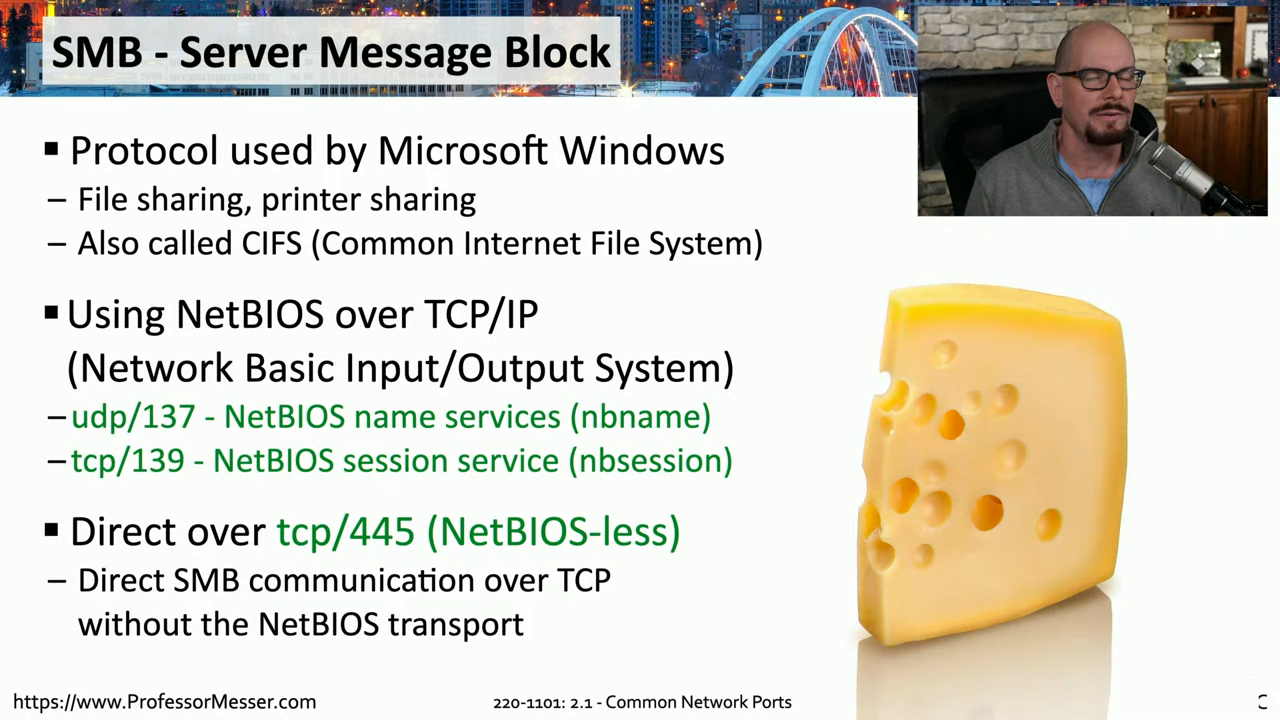 SMB - Server Message Block
▪ Protocol used by Microsoft Windows
– File sharing, printer sharing
– Also called CIFS (Common Internet File System)
▪ Using NetBIOS over TCP/IP
(Network Basic Input/Output System)
– udp/137 - NetBIOS name services (nbname)
– tcp/139 - NetBIOS session service (nbsession)
▪ Direct over tcp/445 (NetBIOS-less)
– Direct SMB communication over TCP
without the NetBIOS transport
https://www.ProfessorMesser.com
220-1101: 2.1 - Common Network Ports